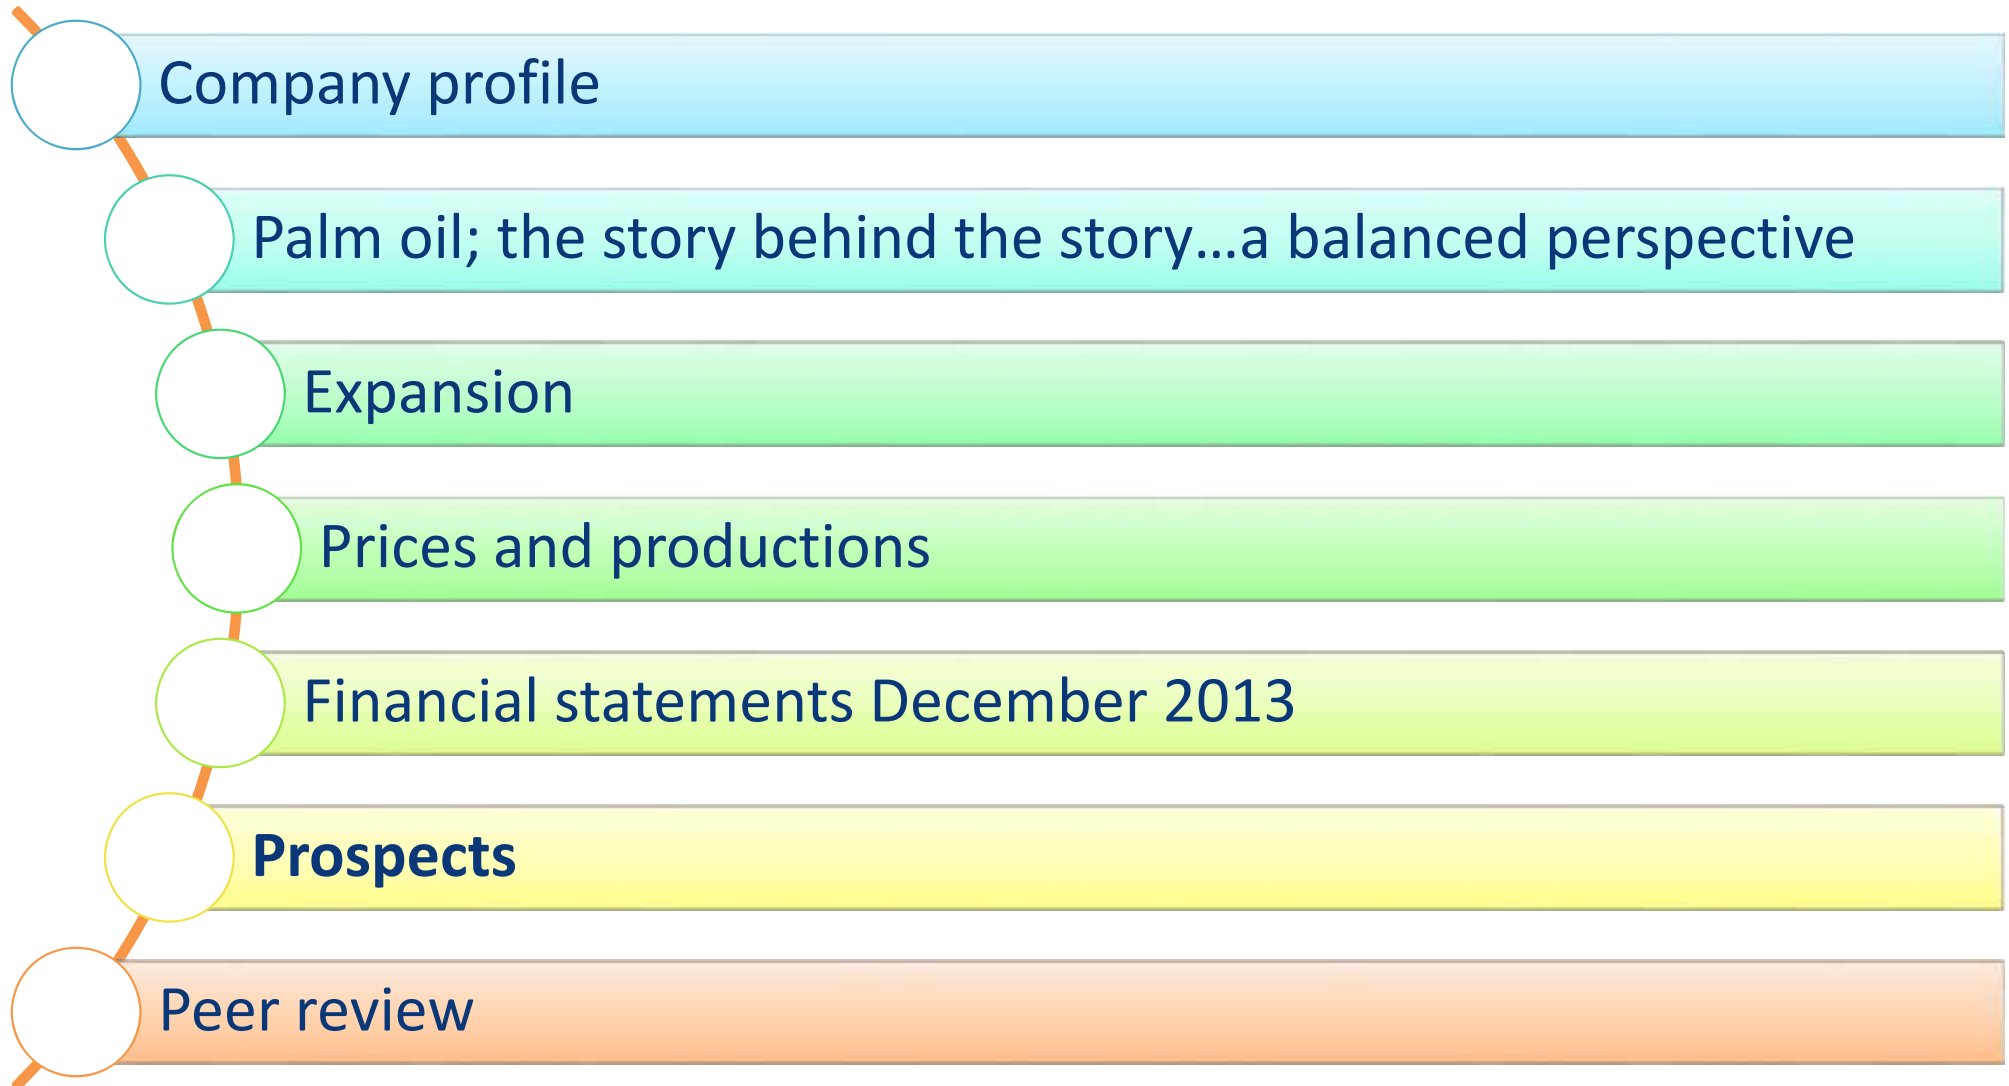 Company profile
Palm oil; the story behind the story...a balanced perspective
Expansion
Prices and productions
Financial statements December 2013
Prospects
Peer review